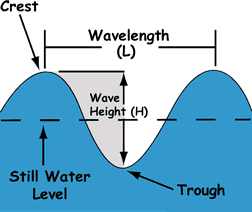 Crest
Wavelength
(L)
Wave
Height (H)
Still Water
Level
Trough